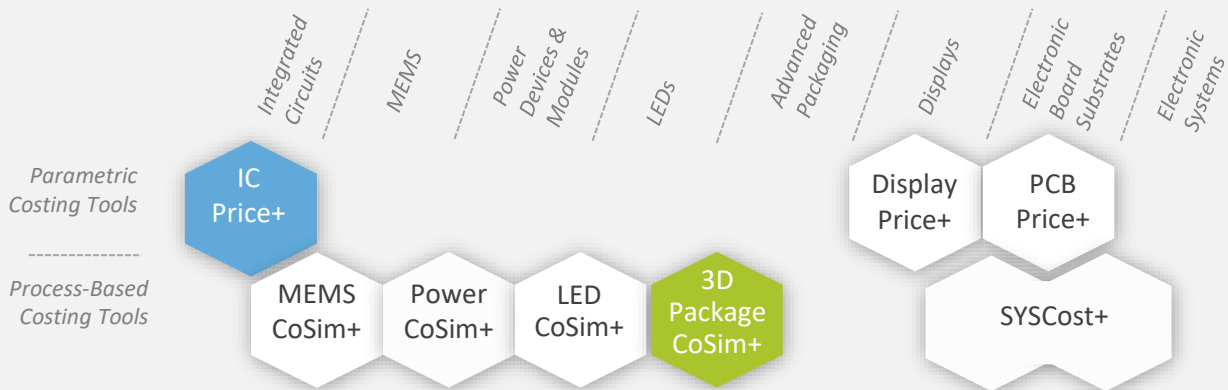 Integrated
Circuits
MEMS
Power
Devices &
Modules
LEDs
Advanced
Packaging
Displays
Electronic
Board
Substrates
Electronic
Systems
Parametric
Costing Tools
IC
Price+
Display
Price+
PCB
Price+
Process-Based
Costing Tools
MEMS
CoSim+
Power
CoSim+
LED
CoSim+
3D
Package
CoSim+
SYSCost+